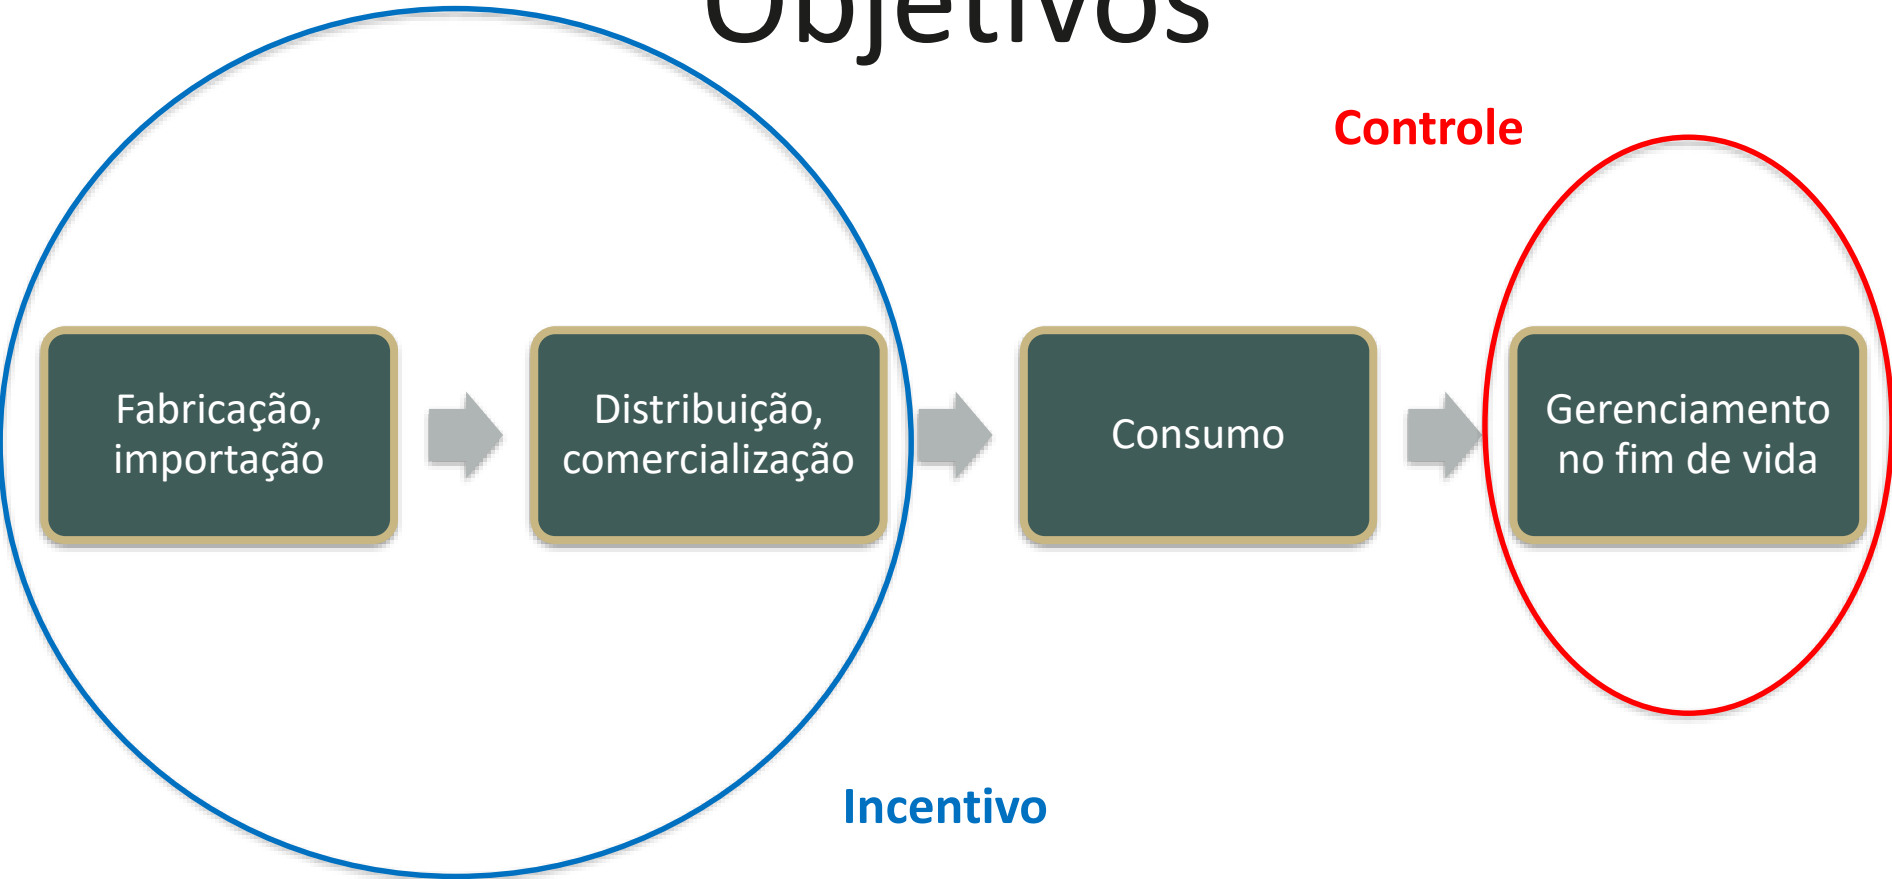 Objetivos
Controle
Fabricação,
importação
Distribuição,
comercialização
Consumo
Gerenciamento
no fim de vida
Incentivo